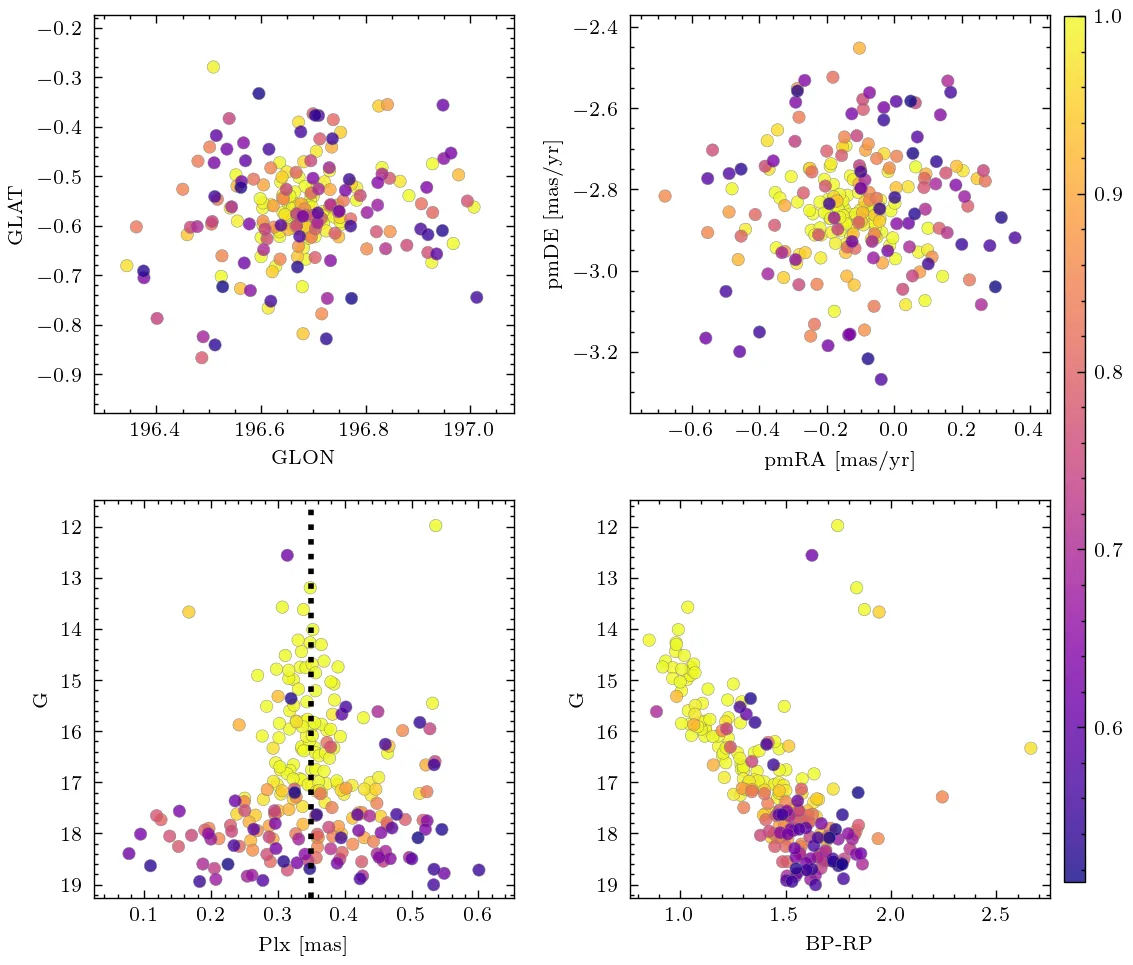 −0.2
−0.3
−0.4
−0.5
−0.6
−0.7
−0.8
−0.9
GLAT
196.4 196.6 196.8 197.0
GLON
−2.4
−2.6
−2.8
−3.0
−3.2
pmDE [mas/yr]
−0.6 −0.4 −0.2 0.0 0.2 0.4
pmRA [mas/yr]
12
13
14
15
16
17
18
19
G
0.1 0.2 0.3 0.4 0.5 0.6
Plx [mas]
12
13
14
15
16
17
18
19
G
1.0 1.5 2.0 2.5
BP-RP
1.0
0.9
0.8
0.7
0.6